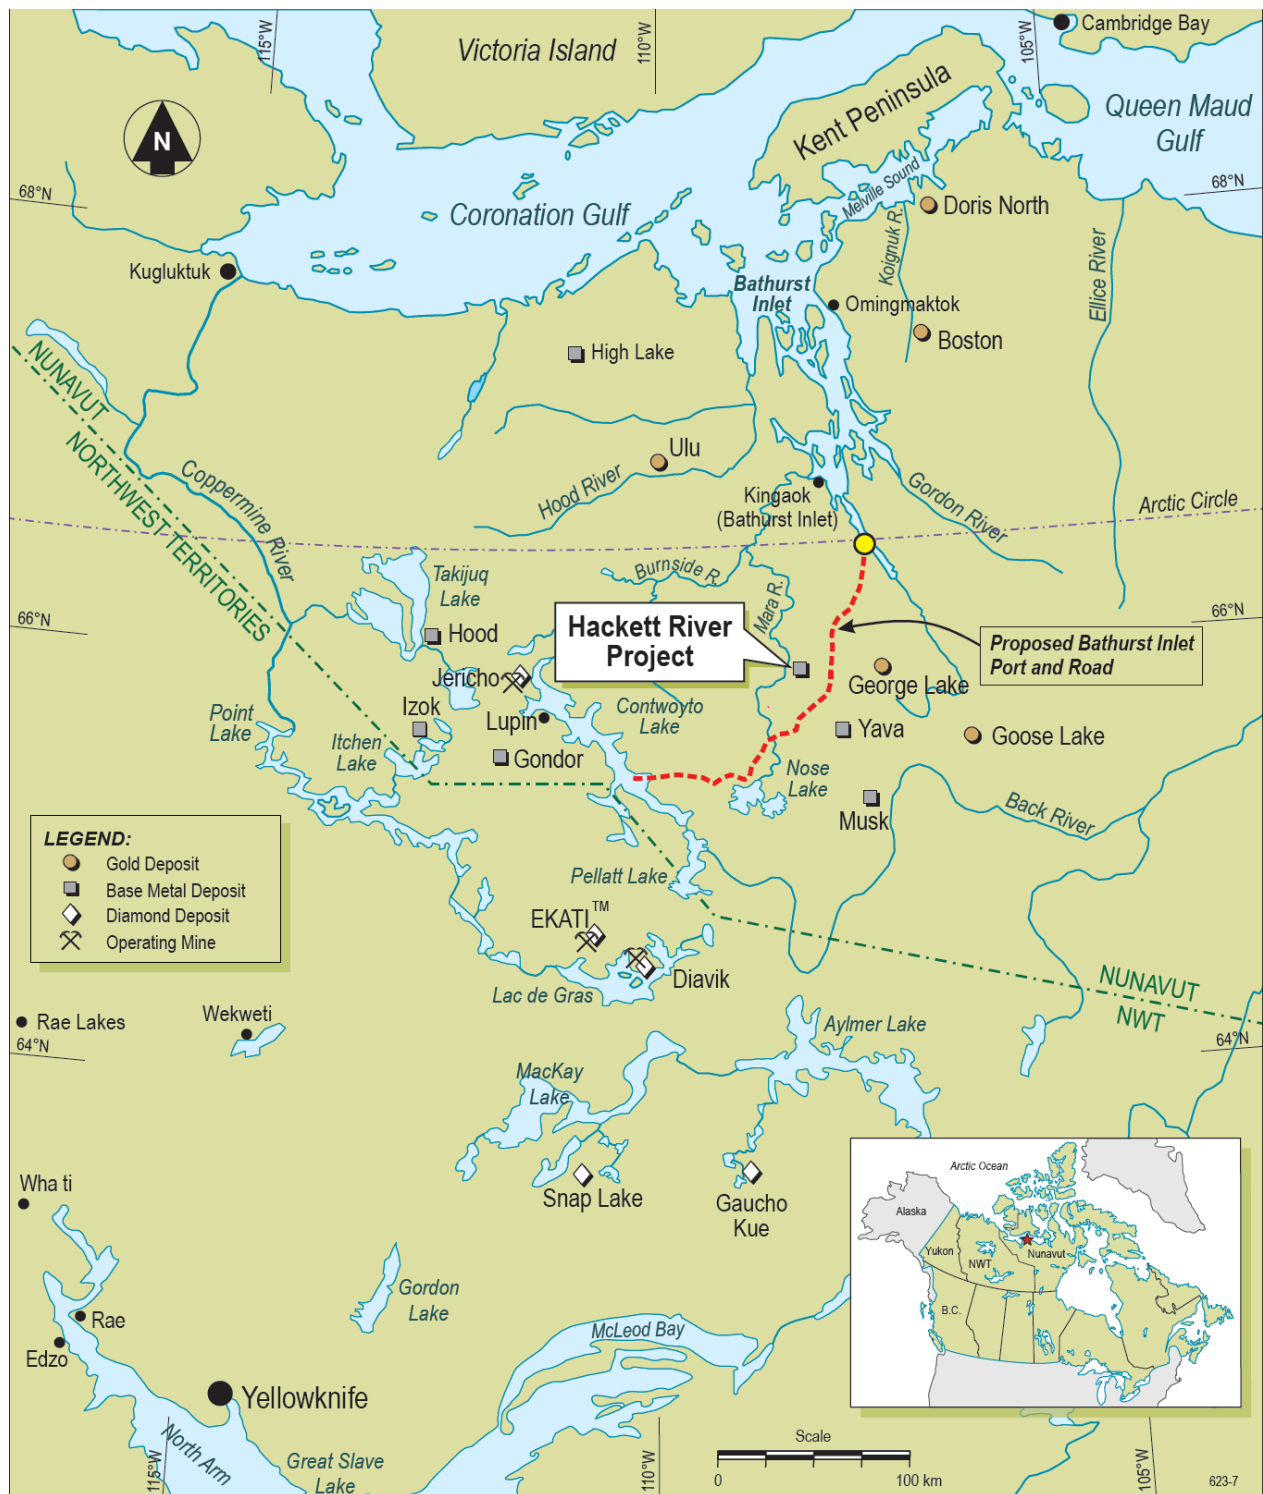 115°W
110°W
105°W
Cambridge Bay
Victoria Island
Kent Peninsula
Queen Maud
Gulf
N
68°N
68°N
Melville Sound
Doris North
Coronation Gulf
Koignuk R.
Ellice River
Kugluktuk
Bathurst
Inlet
Omingmaktok
Boston
High Lake
NUNAVUT
NORTHWEST TERRITORIES
Coppermine River
Ulu
Hood River
Kingaok
(Bathurst Inlet)
Gordon River
Arctic Circle
Takijuq
Lake
Burnside R.
Mara R.
66°N
66°N
Hood
Hackett River
Project
Proposed Bathurst Inlet
Port and Road
Jericho
George Lake
Izok
Lupin
Contwoyto
Lake
Point
Lake
Itchen
Lake
Yava
Goose Lake
Gondor
Nose
Lake
Musk
Back River
LEGEND:
Gold Deposit
Base Metal Deposit
Diamond Deposit
Operating Mine
Pellatt Lake
EKATI™
Diavik
Lac de Gras
NUNAVUT
NWT
Rae Lakes
Wekweti
Aylmer Lake
64°N
64°N
MacKay
Lake
Wha ti
Snap Lake
Gaucho
Kue
Arctic Ocean
Alaska
Yukon
NWT
Nunavut
B.C.
Gordon
Lake
Rae
Edzo
McLeod Bay
Yellowknife
North Arm
Great Slave
Lake
115°W
110°W
105°W
Scale
0
100 km
623-7